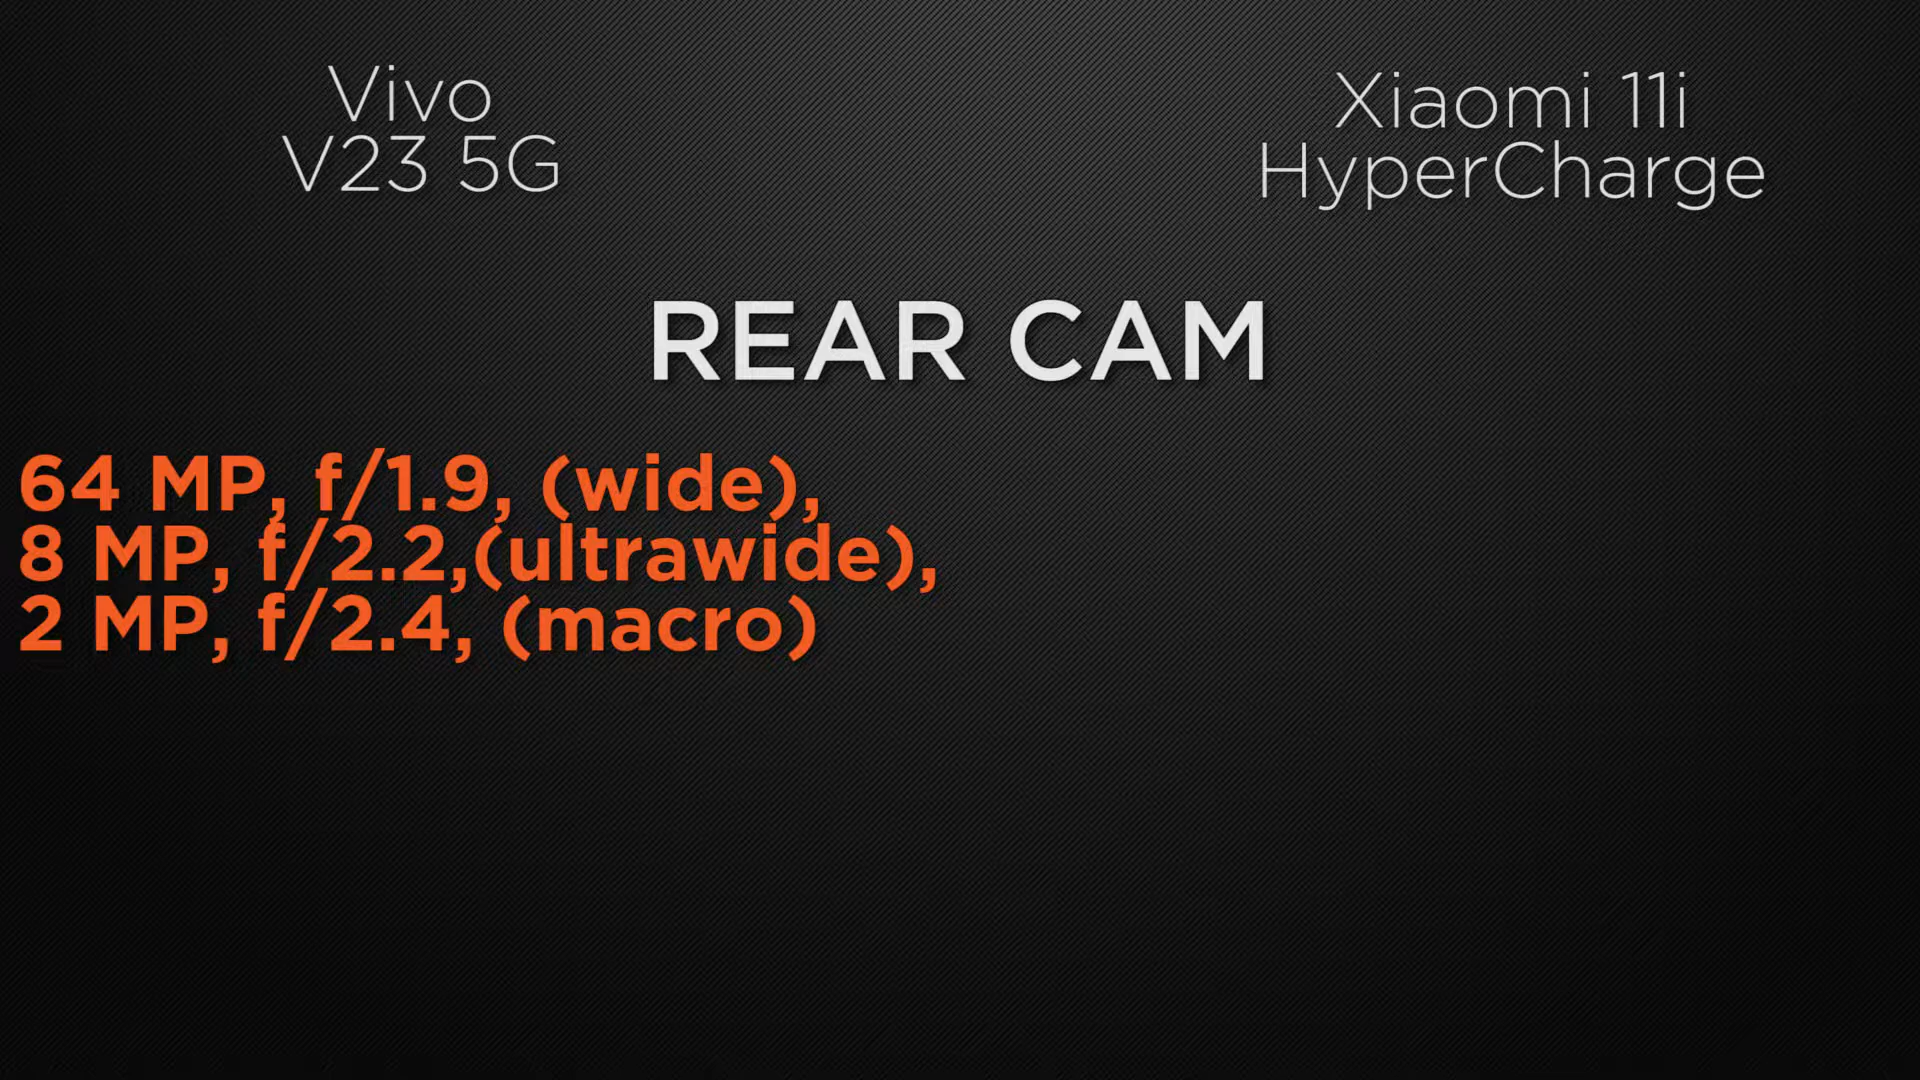 Vivo
V23 5G
Xiaomi 11i
HyperCharge
REAR CAM
64 MP, f/1.9, (wide),
8 MP, f/2.2,(ultrawide),
2 MP, f/2.4, (macro)